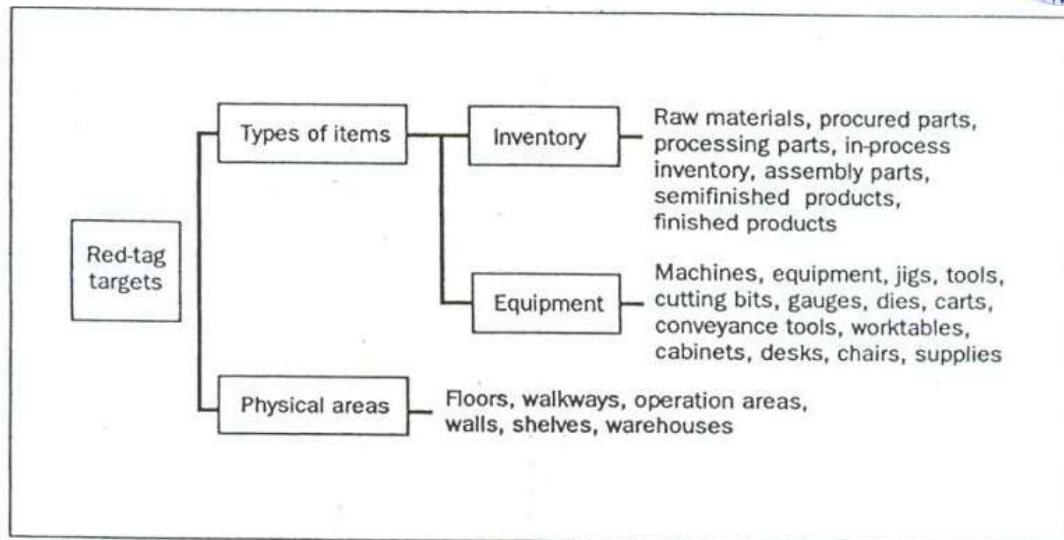 Types of items
Inventory
Raw materials, procured parts,
processing parts, in-process
inventory, assembly parts,
semifinished products,
finished products
Red-tag
targets
Equipment
Machines, equipment, jigs, tools,
cutting bits, gauges, dies, carts,
conveyance tools, worktables,
cabinets, desks, chairs, supplies
Physical areas
Floors, walkways, operation areas,
walls, shelves, warehouses